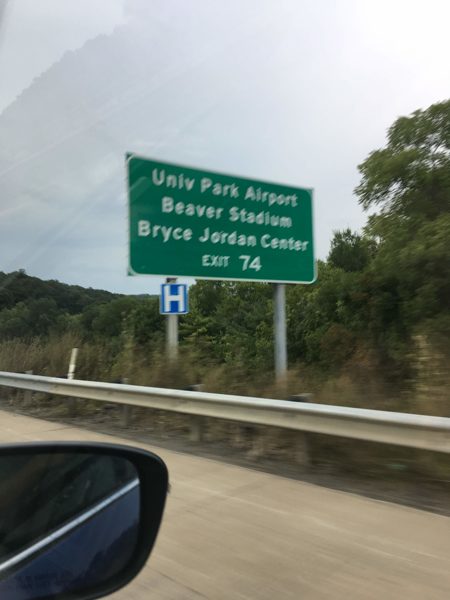 Univ Park Airport
Beaver Stadium
Bryce Jordan Center
EXIT 74
H